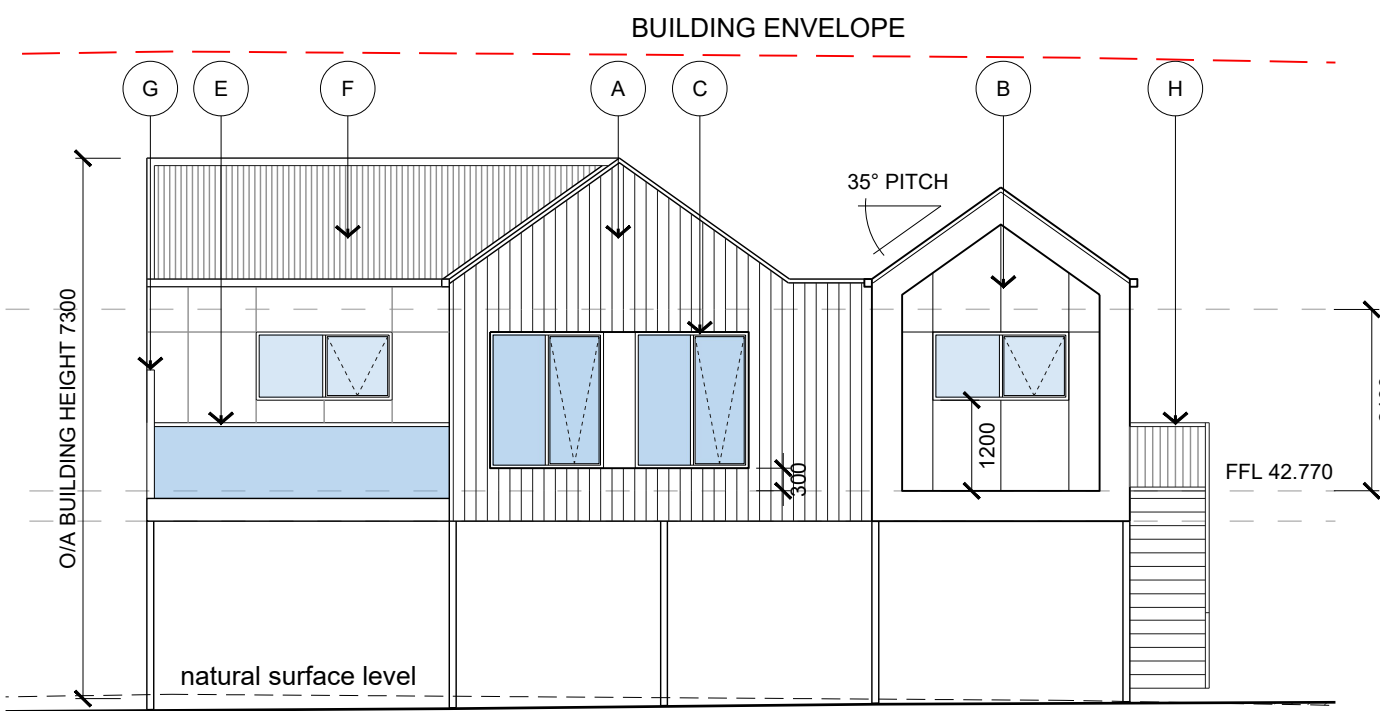 BUILDING ENVELOPE
G E F A C B H
35° PITCH
O/A BUILDING HEIGHT 7300
1200
300
FFL 42.770
natural surface level